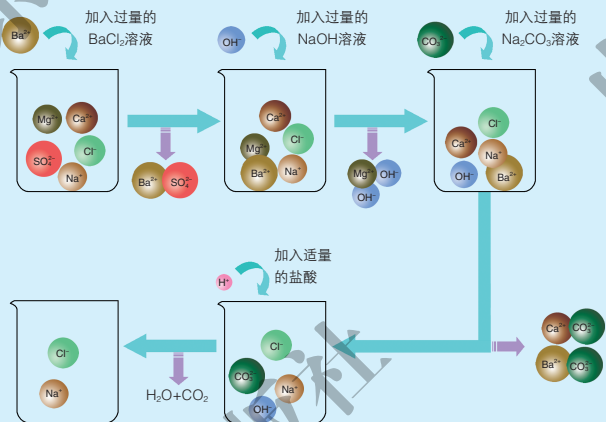 加入过量的
BaCl₂溶液
加入过量的
NaOH溶液
加入过量的
Na₂CO₃溶液
Ba²⁺
OH⁻
CO₃²⁻
Mg²⁺
Ca²⁺
SO₄²⁻
Cl⁻
Na⁺
Ba²⁺
SO₄²⁻
Ca²⁺
Cl⁻
Mg²⁺
Ba²⁺
Na⁺
Mg²⁺
OH⁻
OH⁻
Cl⁻
Ca²⁺
Na⁺
OH⁻
Ba²⁺
加入适量
的盐酸
H⁺
Cl⁻
Na⁺
H₂O+CO₂
Cl⁻
CO₃²⁻
Na⁺
OH⁻
Ca²⁺
CO₃²⁻
Ba²⁺
CO₃²⁻
社